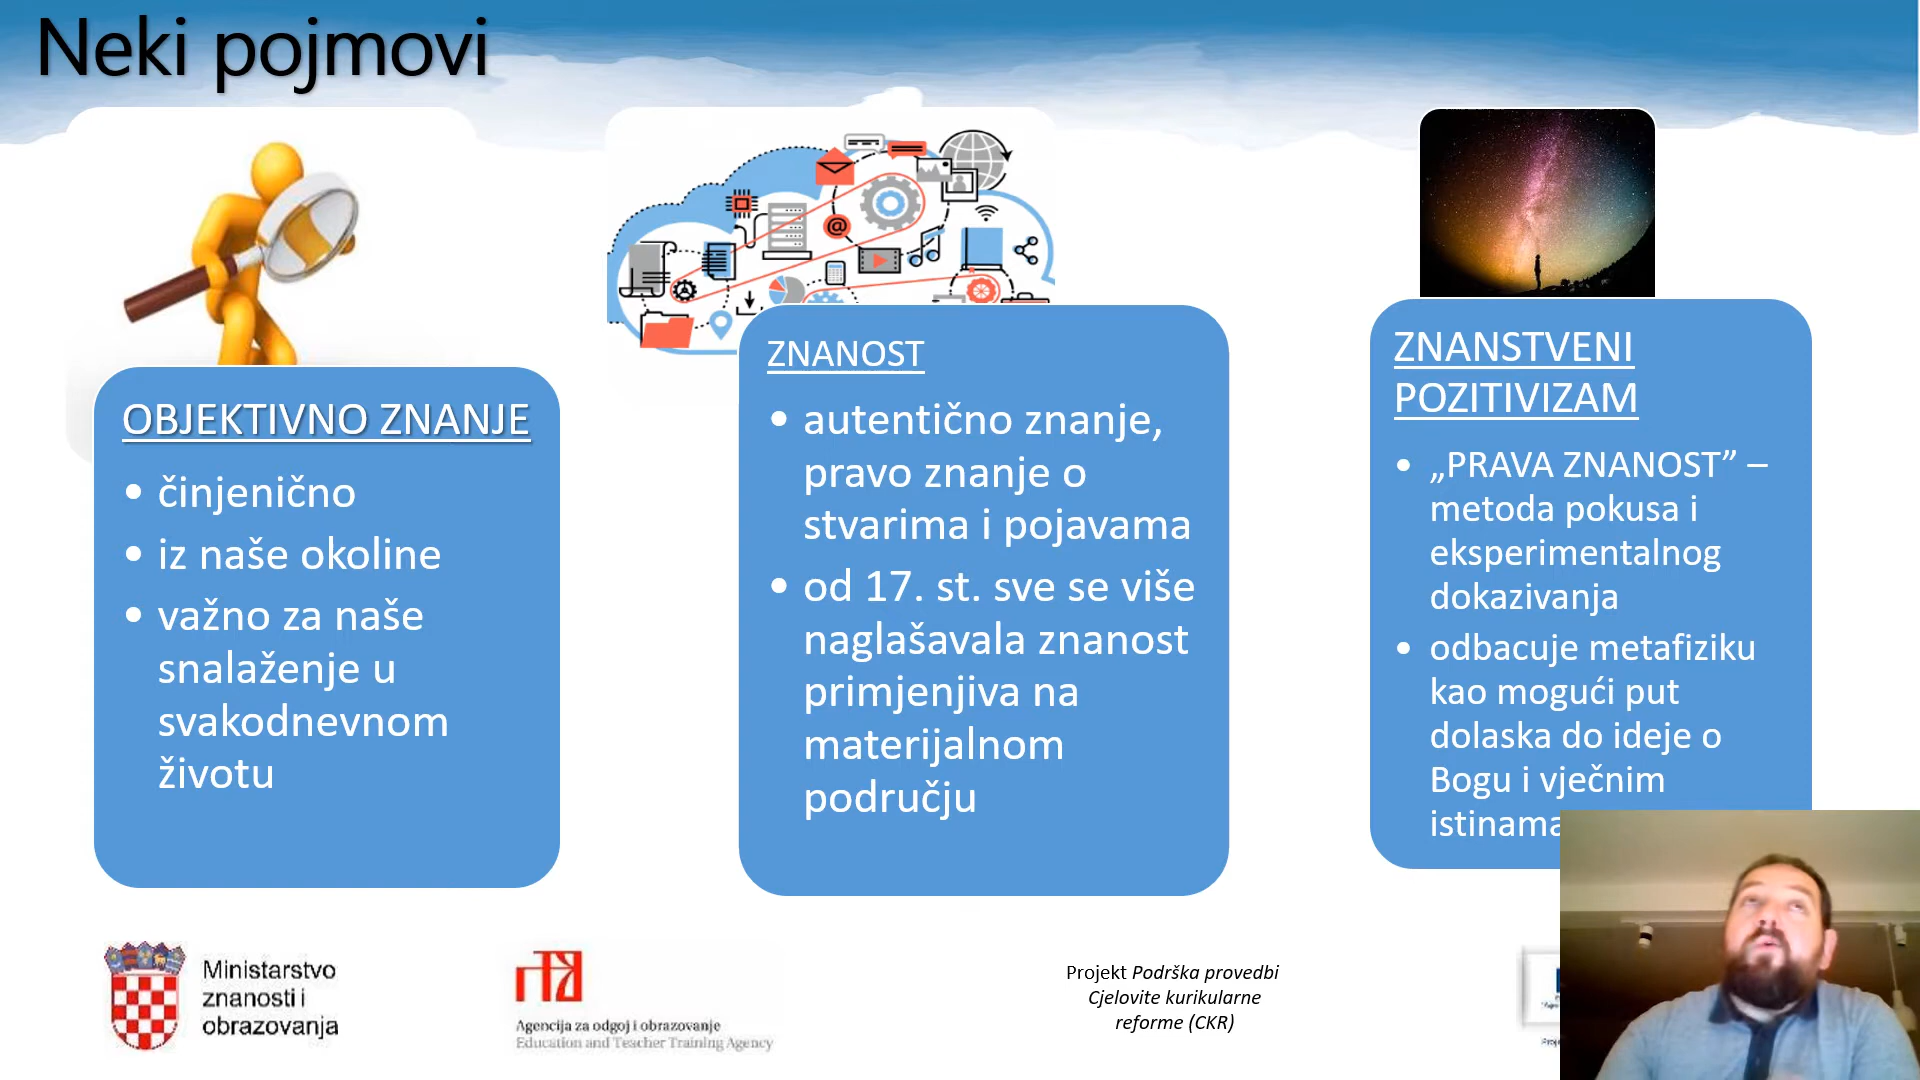 Neki pojmovi
OBJEKTIVNO ZNANJE
• činjenično
• iz naše okoline
• važno za naše
snalaženje u
svakodnevnom
životu
@
ZNANOST
• autentično znanje,
pravo znanje o
stvarima i pojavama
• od 17. st. sve se više
naglašavala znanost
primjenjiva na
materijalnom
području
ZNANSTVENI
POZITIVIZAM
• „PRAVA ZNANOST” –
metoda pokusa i
eksperimentalnog
dokazivanja
• odbacuje metafiziku
kao mogući put
dolaska do ideje o
Bogu i vječnim
istinama
Ministarstvo
znanosti i
obrazovanja
Agencija za odgoj i obrazovanje
Education and Teacher Training Agency
Projekt Podrška provedbi
Cjelovite kurikularne
reforme (CKR)